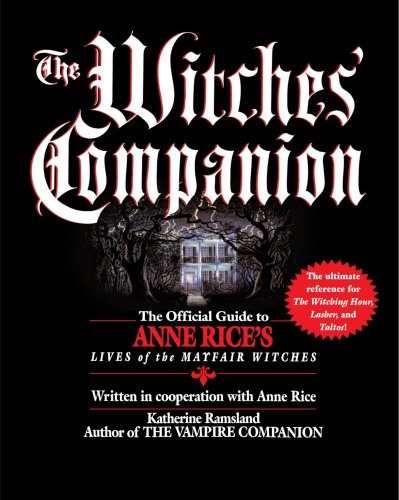 The Witches'
Companion
The Official Guide to
ANNE RICE'S
LIVES of the MAYFAIR WITCHES
The ultimate
reference for
The Witching Hour,
Lasher, and
Taltos!
Written in cooperation with Anne Rice
Katherine Ramsland
Author of THE VAMPIRE COMPANION